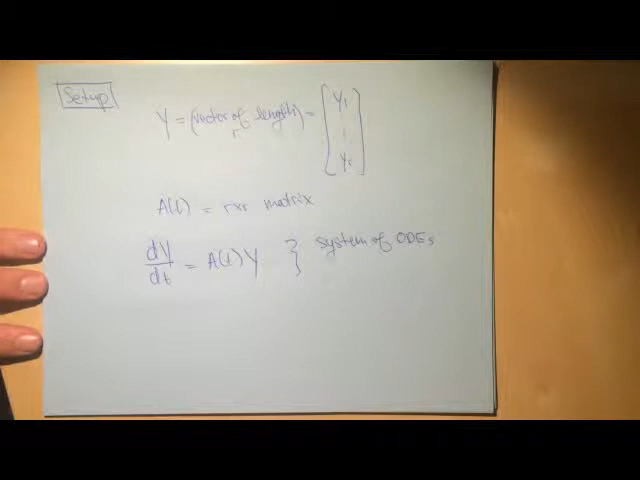 Setup
Y = (vector of length r) = [y₁ ⋮ yᵣ]
A(t) = r×r matrix
dY/dt = A(t) Y } system of ODEs